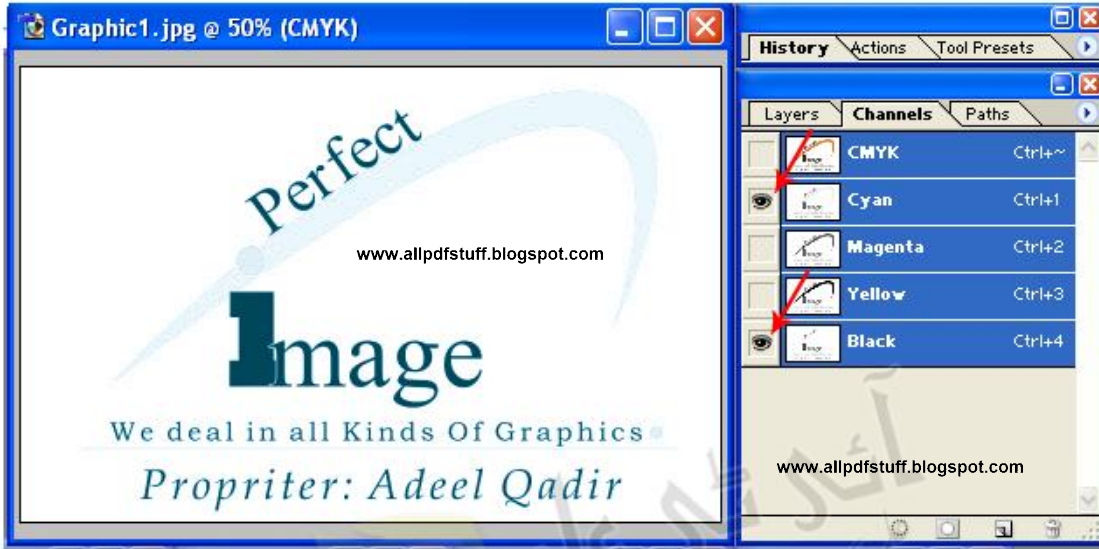 Graphic1.jpg @ 50% (CMYK)
Perfect
www.allpdfstuff.blogspot.com
Image
We deal in all Kinds Of Graphics
Propriter: Adeel Qadir
History Actions Tool Presets
Layers Channels Paths
CMYK Ctrl+~
Cyan Ctrl+1
Magenta Ctrl+2
Yellow Ctrl+3
Black Ctrl+4
www.allpdfstuff.blogspot.com